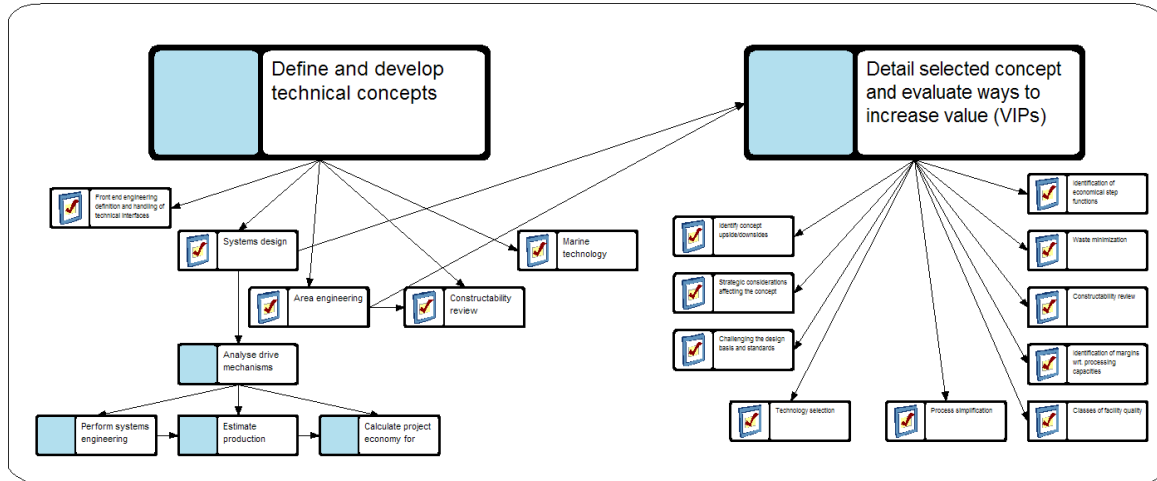 Define and develop
technical concepts
Detail selected concept
and evaluate ways to
increase value (VIPs)
Front end engineering
definition and handling of
technical interfaces
Systems design
Area engineering
Constructability
review
Marine
technology
Analyse drive
mechanisms
Perform systems
engineering
Estimate
production
Calculate project
economy for
Identify concept
upside/downsides
Strategic considerations
affecting the concept
Challenging the design
basis and standards
Technology selection
Process simplification
Identification of
economical step
functions
Waste minimization
Constructability review
Identification of margins
wrt. processing
capacities
Classes of facility quality